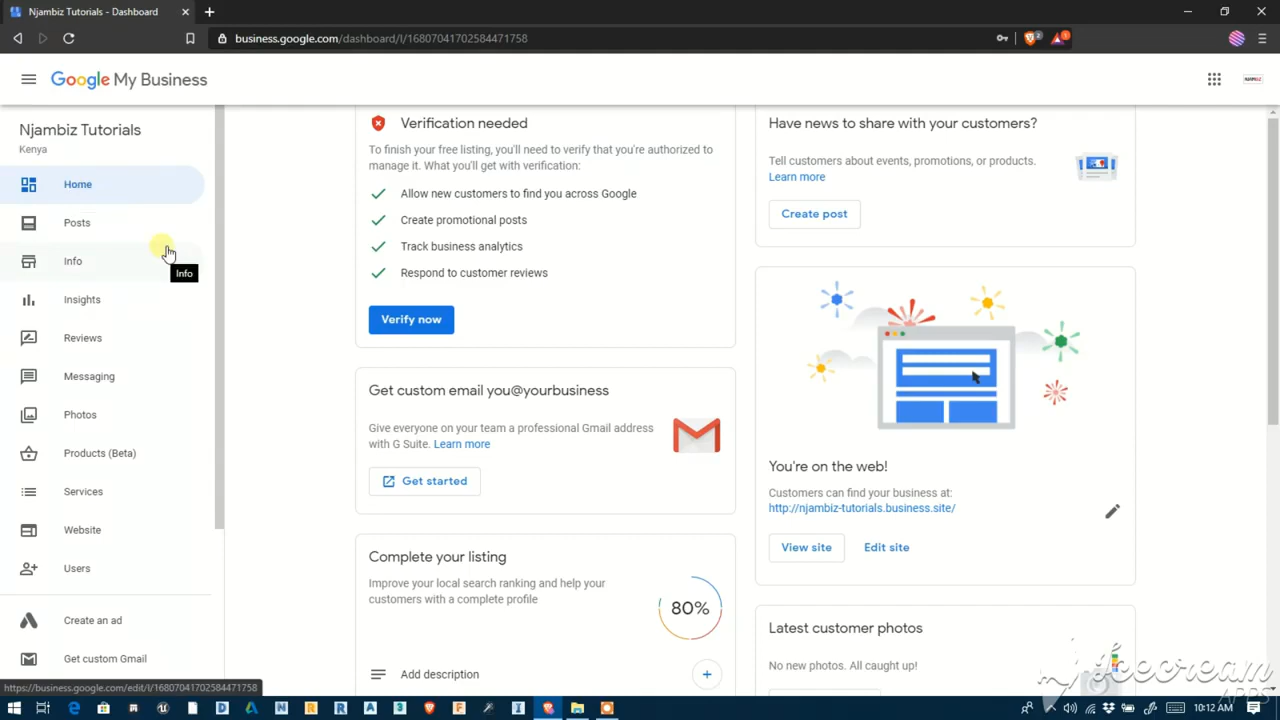 Njambiz Tutorials - Dashboard
business.google.com/dashboard/l/16807041702584471758
2
1
Google My Business
NJAMBIZ
Njambiz Tutorials
Kenya
Home
Posts
Info
Info
Insights
Reviews
Messaging
Photos
Products (Beta)
Services
Website
Users
Create an ad
Get custom Gmail
https://business.google.com/edit/l/16807041702584471758
Verification needed
To finish your free listing, you'll need to verify that you're authorized to
manage it. What you'll get with verification:
Allow new customers to find you across Google
Create promotional posts
Track business analytics
Respond to customer reviews
Verify now
Get custom email you@yourbusiness
Give everyone on your team a professional Gmail address
with G Suite. Learn more
Get started
Complete your listing
Improve your local search ranking and help your
customers with a complete profile
80%
Add description
Have news to share with your customers?
Tell customers about events, promotions, or products.
Learn more
Create post
You're on the web!
Customers can find your business at:
http://njambiz-tutorials.business.site/
View site
Edit site
Latest customer photos
No new photos. All caught up!
Icecream
APPS
10:12 AM